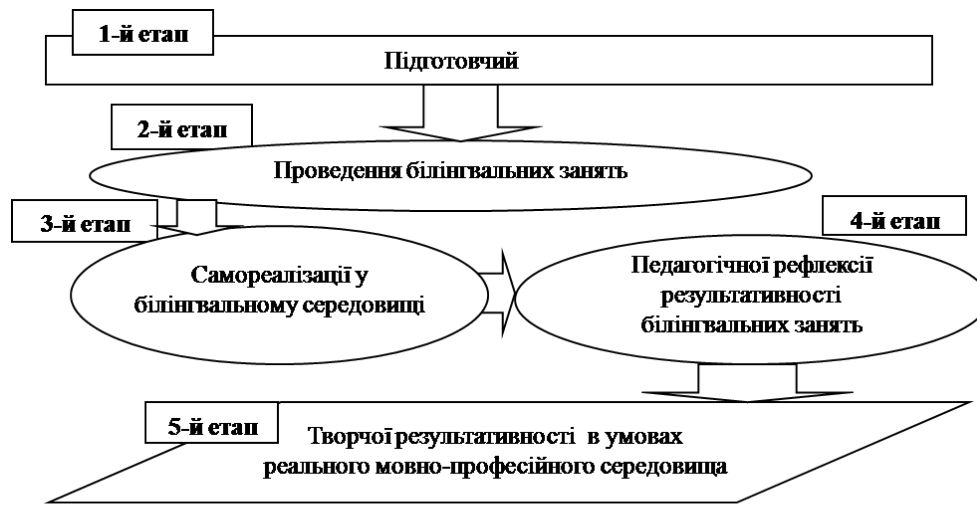 1-й етап
Підготовчий
2-й етап
Проведення білінгвальних занять
3-й етап
Самореалізації у
білінгвальному середовищі
4-й етап
Педагогічної рефлексії
результативності
білінгвальних занять
5-й етап
Творчої результативності в умовах
реального мовно-професійного середовища